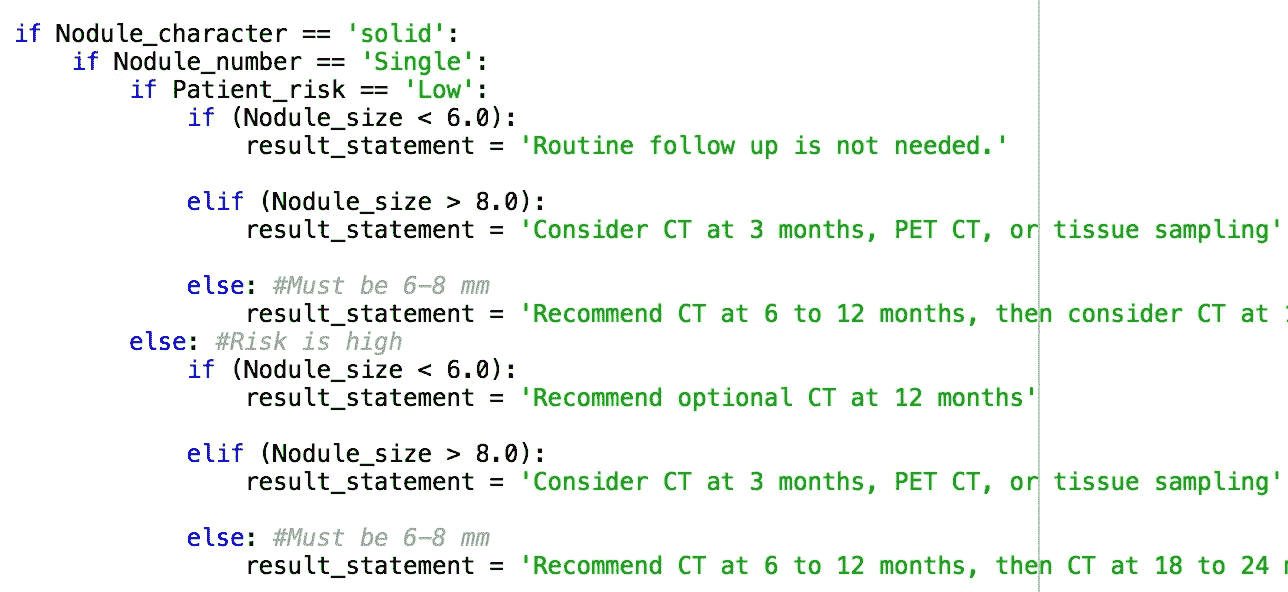 if Nodule_character == 'solid':
    if Nodule_number == 'Single':
        if Patient_risk == 'Low':
            if (Nodule_size < 6.0):
                result_statement = 'Routine follow up is not needed.'

            elif (Nodule_size > 8.0):
                result_statement = 'Consider CT at 3 months, PET CT, or tissue sampling'

            else: #Must be 6-8 mm
                result_statement = 'Recommend CT at 6 to 12 months, then consider CT at
        else: #Risk is high
            if (Nodule_size < 6.0):
                result_statement = 'Recommend optional CT at 12 months'

            elif (Nodule_size > 8.0):
                result_statement = 'Consider CT at 3 months, PET CT, or tissue sampling'

            else: #Must be 6-8 mm
                result_statement = 'Recommend CT at 6 to 12 months, then CT at 18 to 24